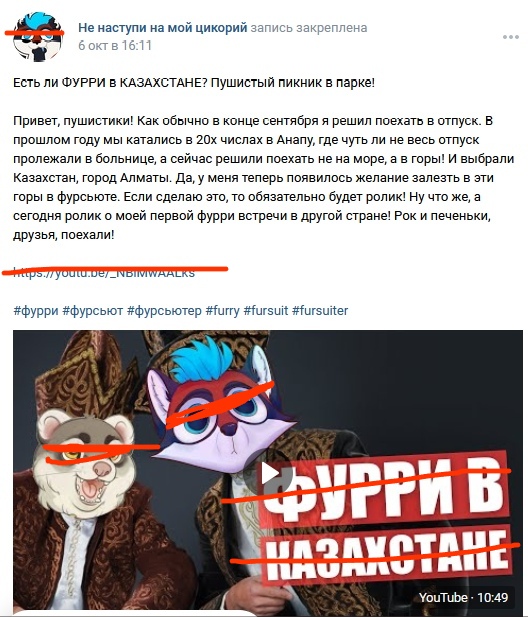 Не наступи на мой цикорий запись закреплена
6 окт в 16:11
Есть ли ФУРРИ в КАЗАХСТАНЕ? Пушистый пикник в парке!
Привет, пушистики! Как обычно в конце сентября я решил поехать в отпуск. В
прошлом году мы катались в 20х числах в Анапу, где чуть ли не весь отпуск
пролежали в больнице, а сейчас решили поехать не на море, а в горы! И выбрали
Казахстан, город Алматы. Да, у меня теперь появилось желание залезть в эти
горы в фурсьюте. Если сделаю это, то обязательно будет ролик! Ну что же, а
сегодня ролик о моей первой фурри встречи в другой стране! Рок и печеньки,
друзья, поехали!
#фурри #фурсьют #фурсьютер #furry #fursuit #fursuiter
ФУРРИ В
КАЗАХСТАНЕ
YouTube · 10:49